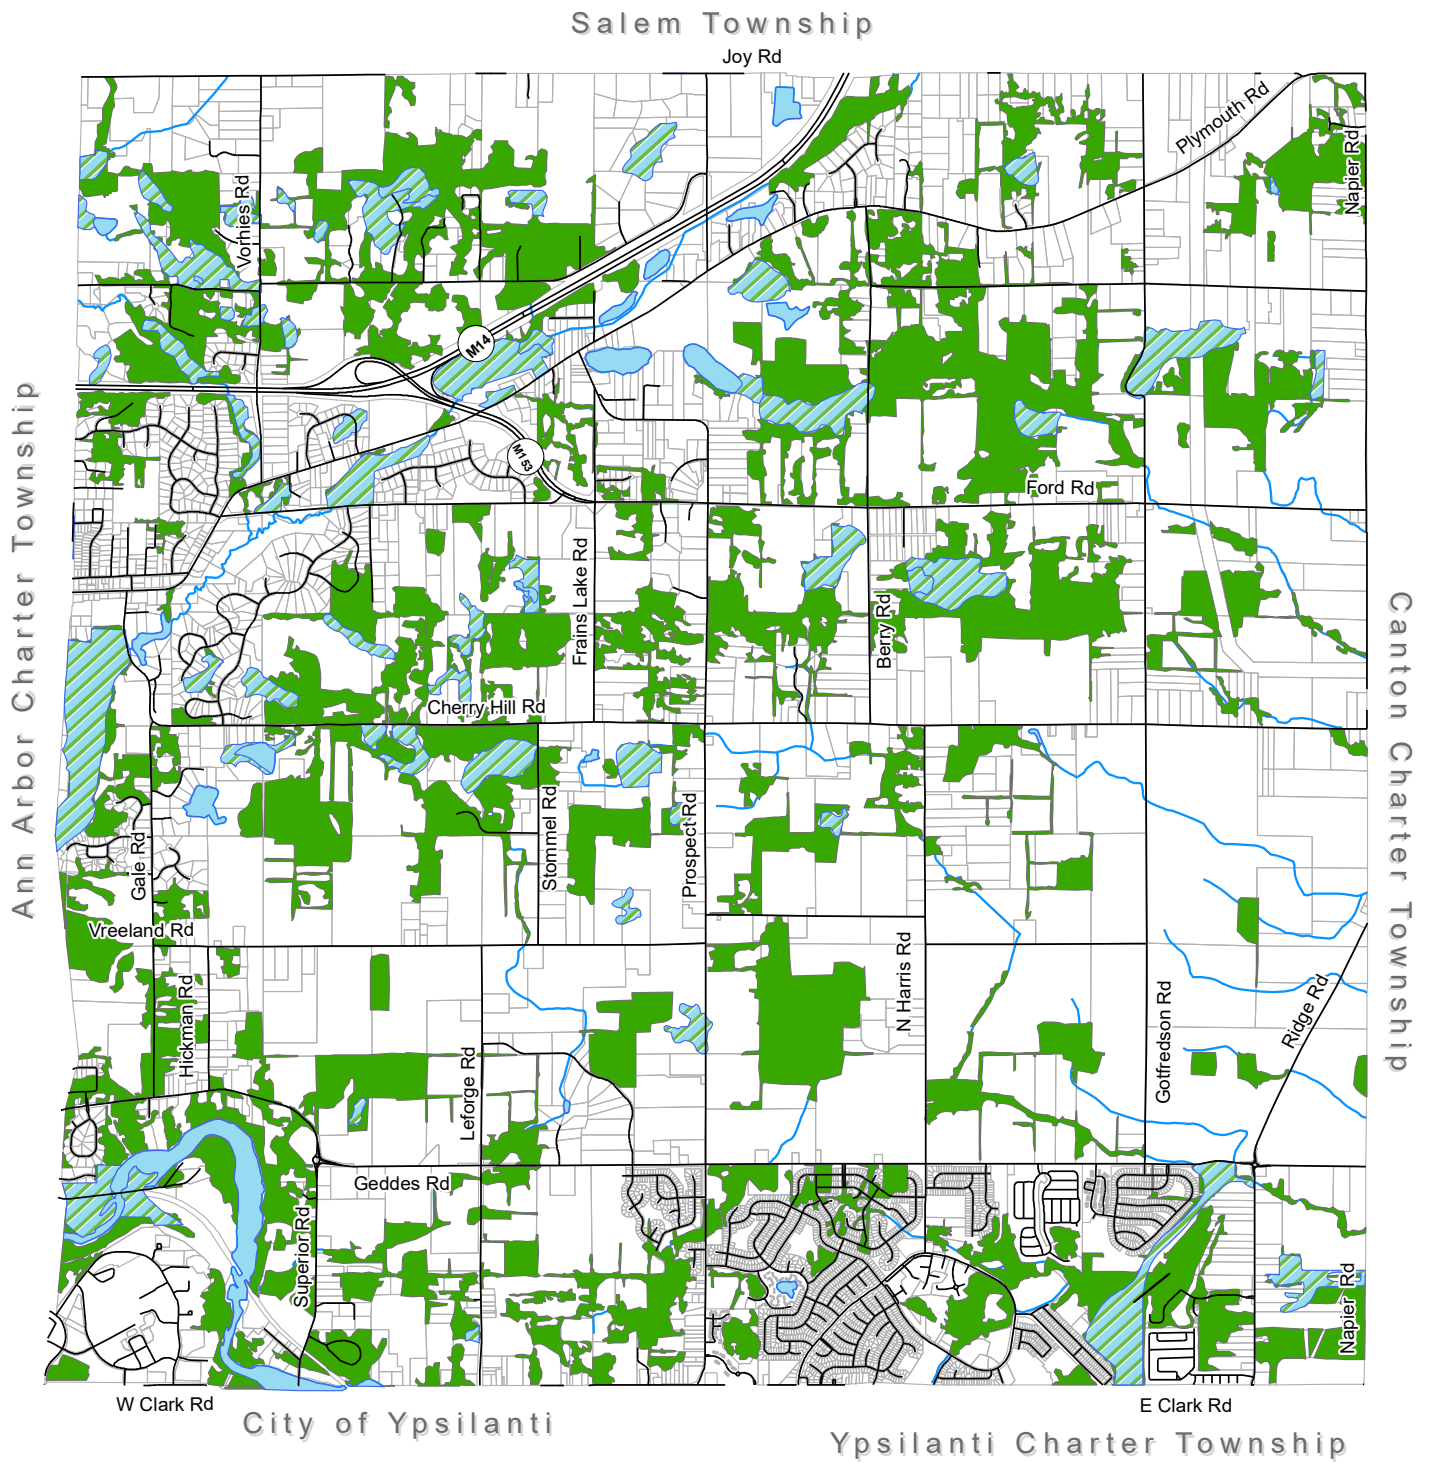 Salem Township
Joy Rd
Plymouth Rd
Napier Rd
Vorhies Rd
M14
M153
Ann Arbor Charter Township
Ford Rd
Frains Lake Rd
Berry Rd
Canton Charter Township
Cherry Hill Rd
Stommel Rd
Prospect Rd
Gale Rd
Vreeland Rd
N Harris Rd
Hickman Rd
Gotfredson Rd
Ridge Rd
Leforge Rd
Geddes Rd
Superior Rd
Napier Rd
W Clark Rd
E Clark Rd
City of Ypsilanti
Ypsilanti Charter Township